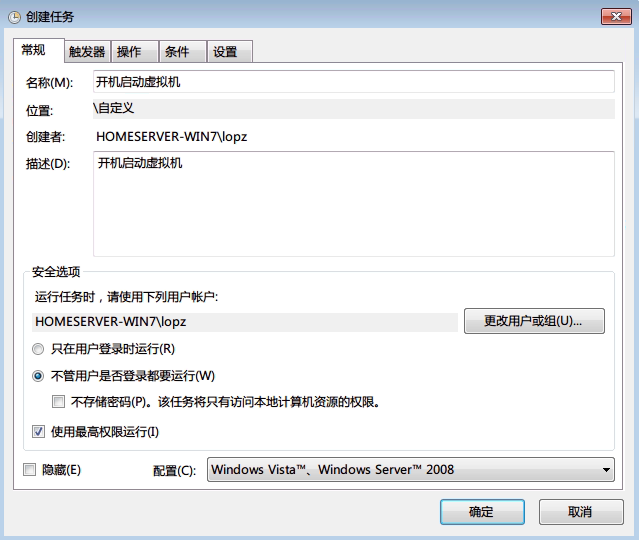 创建任务
常规 触发器 操作 条件 设置
名称(M): 开机启动虚拟机
位置: \自定义
创建者: HOMESERVER-WIN7\lopz
描述(D): 开机启动虚拟机
安全选项
运行任务时，请使用下列用户帐户:
HOMESERVER-WIN7\lopz 更改用户或组(U)...
只在用户登录时运行(R)
不管用户是否登录都要运行(W)
不存储密码(P)。该任务将只有访问本地计算机资源的权限。
使用最高权限运行(I)
隐藏(E) 配置(C): Windows Vista™、Windows Server™ 2008
确定 取消